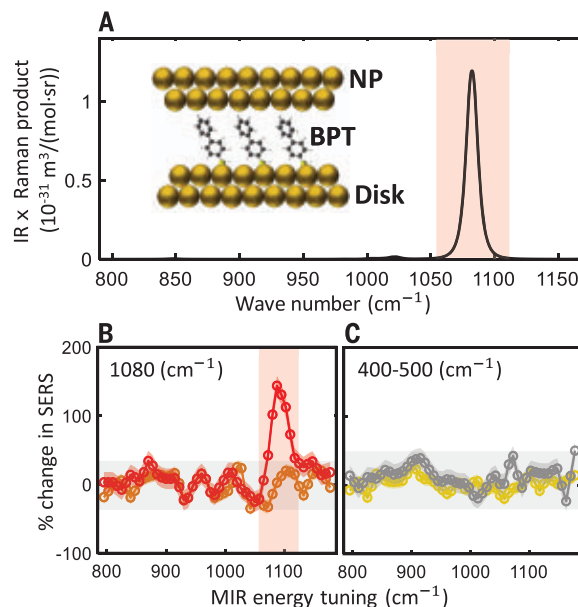 A
IR x Raman product
(10⁻³¹ m³/(mol·sr))
1
0.5
0
NP
BPT
Disk
800 850 900 950 1000 1050 1100 1150
Wave number (cm⁻¹)
B
C
% change in SERS
200
100
0
-100
1080 (cm⁻¹)
400-500 (cm⁻¹)
800 900 1000 1100
800 900 1000 1100
MIR energy tuning (cm⁻¹)